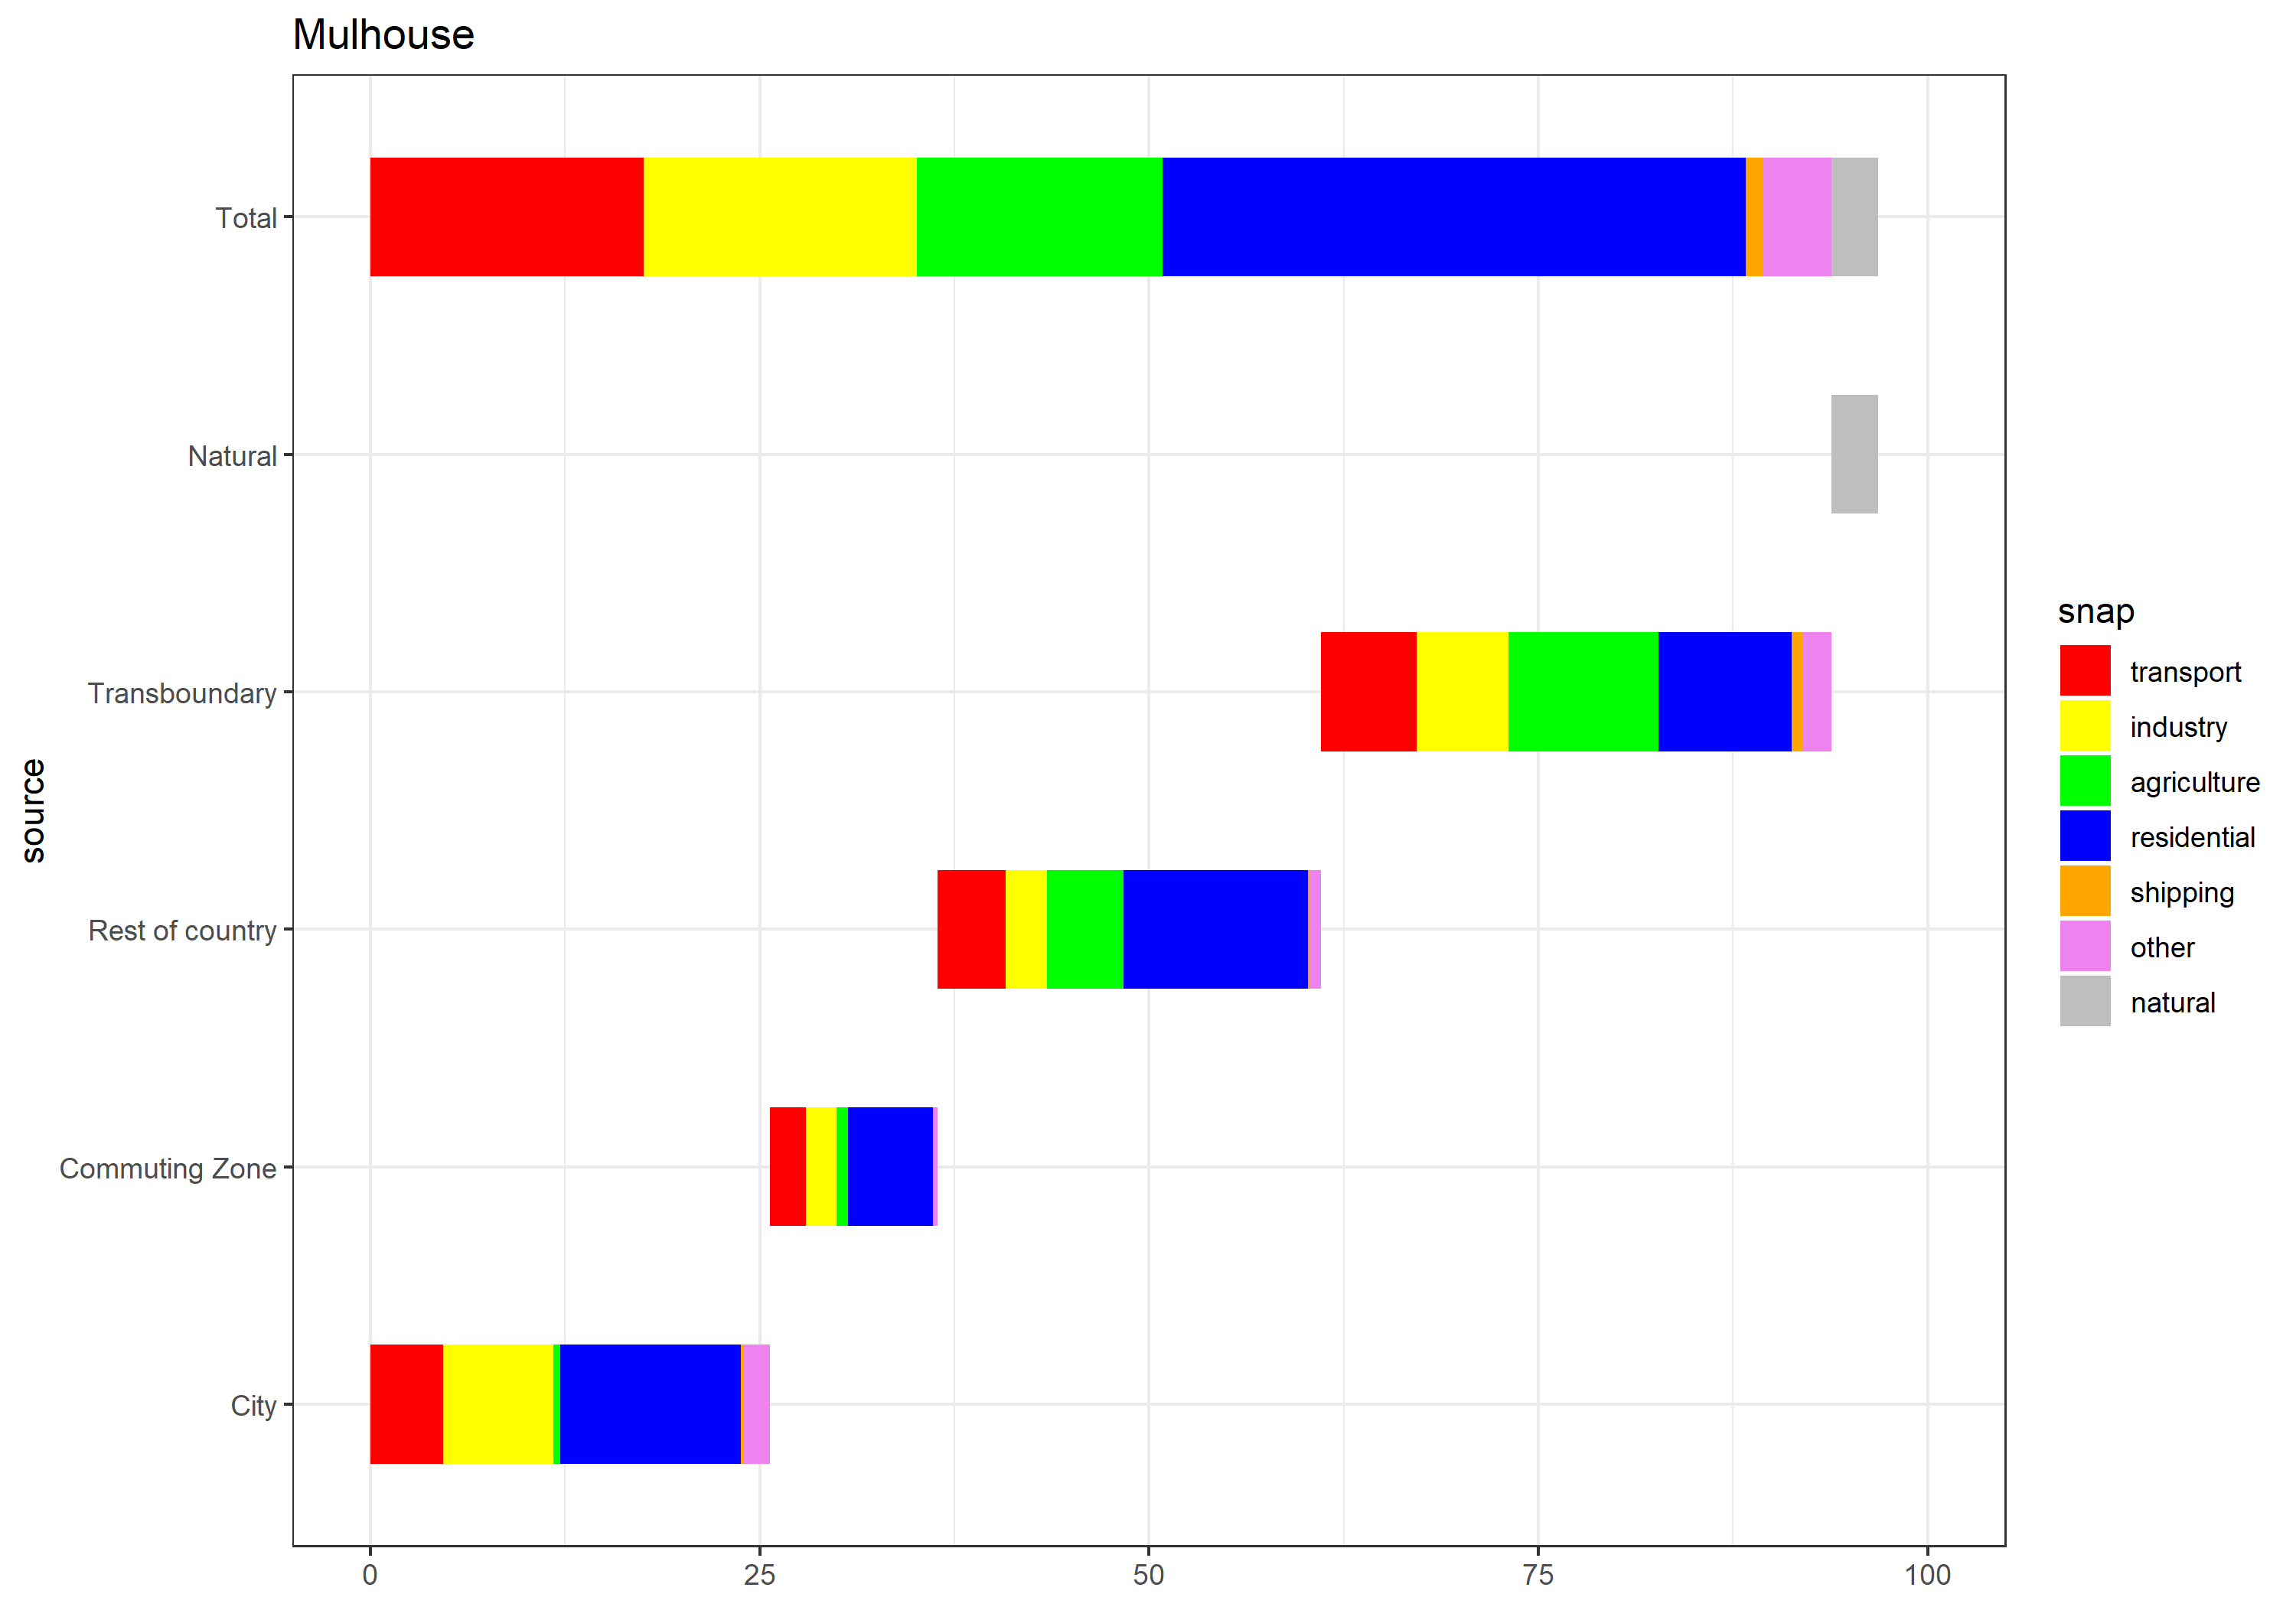 Mulhouse
Total
Natural
Transboundary
Rest of country
Commuting Zone
City
source
0 25 50 75 100
snap
transport
industry
agriculture
residential
shipping
other
natural